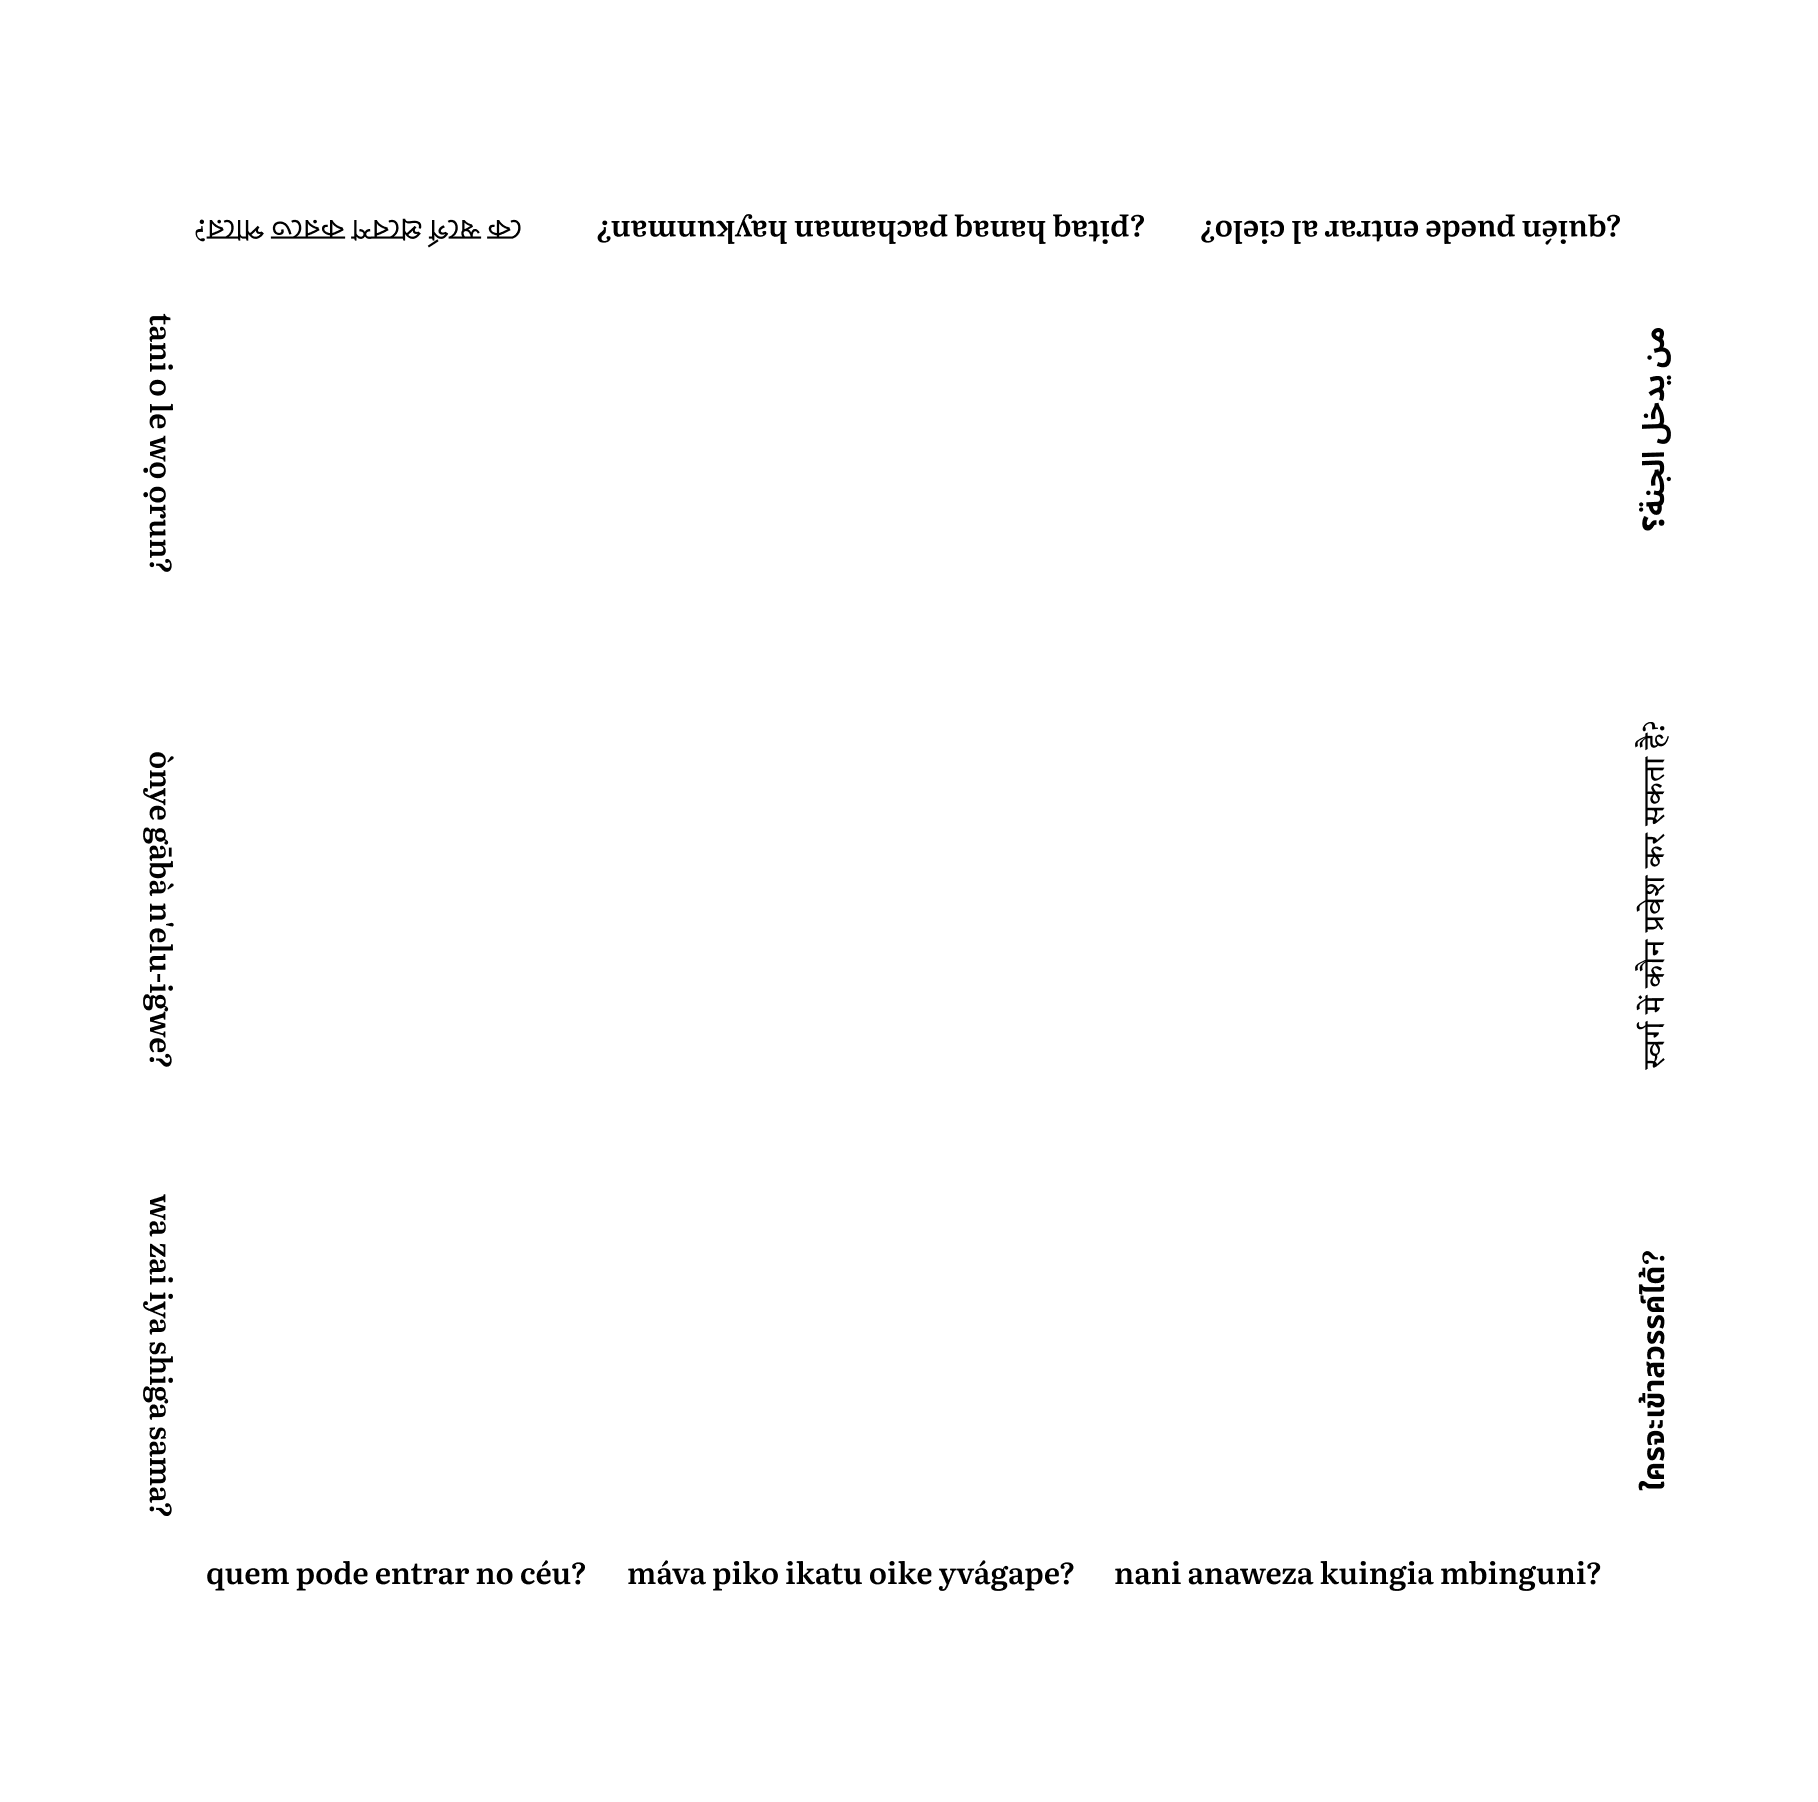 ¿quién puede entrar al cielo?
¿pitaq hanaq pachaman haykunman?
কে স্বর্গে প্রবেশ করতে পারে?
tani o le wọ ọrun?
ònye gābà n'elu-igwe?
wa zai iya shiga sama?
quem pode entrar no céu?
máva piko ikatu oike yvágape?
nani anaweza kuingia mbinguni?
ใครจะเข้าสวรรค์ได้?
स्वर्ग में कौन प्रवेश कर सकता है?
من يدخل الجنة؟